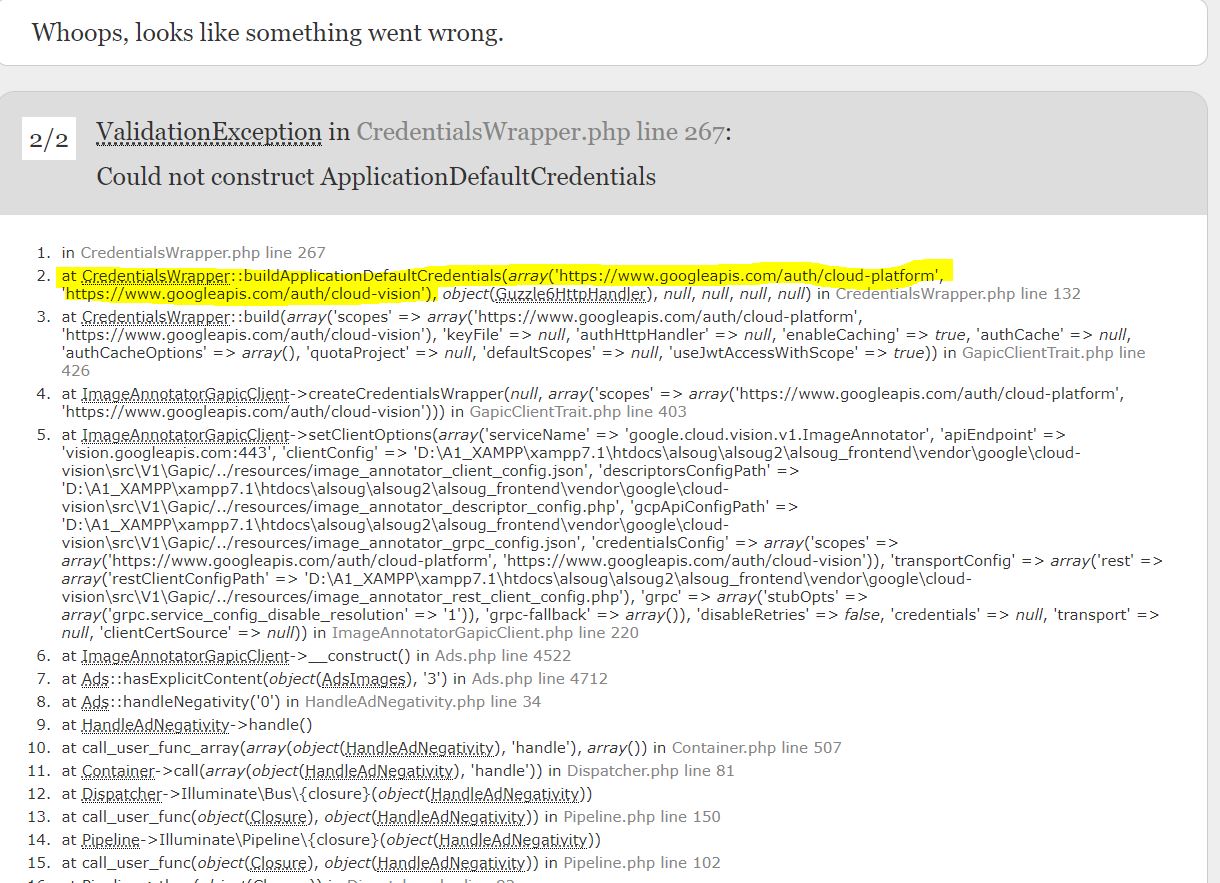 Whoops, looks like something went wrong.
2/2
ValidationException in CredentialsWrapper.php line 267:
Could not construct ApplicationDefaultCredentials
1. in CredentialsWrapper.php line 267
2. at CredentialsWrapper::buildApplicationDefaultCredentials(array('https://www.googleapis.com/auth/cloud-platform',
'https://www.googleapis.com/auth/cloud-vision'), object(Guzzle6HttpHandler), null, null, null, null) in CredentialsWrapper.php line 132
3. at CredentialsWrapper::build(array('scopes' => array('https://www.googleapis.com/auth/cloud-platform',
'https://www.googleapis.com/auth/cloud-vision'), 'keyFile' => null, 'authHttpHandler' => null, 'enableCaching' => true, 'authCache' => null,
'authCacheOptions' => array(), 'quotaProject' => null, 'defaultScopes' => null, 'useJwtAccessWithScope' => true)) in GapicClientTrait.php line
426
4. at ImageAnnotatorGapicClient->createCredentialsWrapper(null, array('scopes' => array('https://www.googleapis.com/auth/cloud-platform',
'https://www.googleapis.com/auth/cloud-vision'))) in GapicClientTrait.php line 403
5. at ImageAnnotatorGapicClient->setClientOptions(array('serviceName' => 'google.cloud.vision.v1.ImageAnnotator', 'apiEndpoint' =>
'vision.googleapis.com:443', 'clientConfig' => 'D:\A1_XAMPP\xampp7.1\htdocs\alsoug\alsoug2\alsoug_frontend\vendor\google\cloud-
vision\src\V1\Gapic/../resources/image_annotator_client_config.json', 'descriptorsConfigPath' =>
'D:\A1_XAMPP\xampp7.1\htdocs\alsoug\alsoug2\alsoug_frontend\vendor\google\cloud-
vision\src\V1\Gapic/../resources/image_annotator_descriptor_config.php', 'gcpApiConfigPath' =>
'D:\A1_XAMPP\xampp7.1\htdocs\alsoug\alsoug2\alsoug_frontend\vendor\google\cloud-
vision\src\V1\Gapic/../resources/image_annotator_grpc_config.json', 'credentialsConfig' => array('scopes' =>
array('https://www.googleapis.com/auth/cloud-platform', 'https://www.googleapis.com/auth/cloud-vision')), 'transportConfig' => array('rest' =>
array('restClientConfigPath' => 'D:\A1_XAMPP\xampp7.1\htdocs\alsoug\alsoug2\alsoug_frontend\vendor\google\cloud-
vision\src\V1\Gapic/../resources/image_annotator_rest_client_config.php'), 'grpc' => array('stubOpts' =>
array('grpc.service_config_disable_resolution' => '1')), 'grpc-fallback' => array()), 'disableRetries' => false, 'credentials' => null, 'transport' =>
null, 'clientCertSource' => null)) in ImageAnnotatorGapicClient.php line 220
6. at ImageAnnotatorGapicClient->__construct() in Ads.php line 4522
7. at Ads::hasExplicitContent(object(AdsImages), '3') in Ads.php line 4712
8. at Ads::handleNegativity('0') in HandleAdNegativity.php line 34
9. at HandleAdNegativity->handle()
10. at call_user_func_array(array(object(HandleAdNegativity), 'handle'), array()) in Container.php line 507
11. at Container->call(array(object(HandleAdNegativity), 'handle')) in Dispatcher.php line 81
12. at Dispatcher->Illuminate\Bus\{closure}(object(HandleAdNegativity))
13. at call_user_func(object(Closure), object(HandleAdNegativity)) in Pipeline.php line 150
14. at Pipeline->Illuminate\Pipeline\{closure}(object(HandleAdNegativity))
15. at call_user_func(object(Closure), object(HandleAdNegativity)) in Pipeline.php line 102